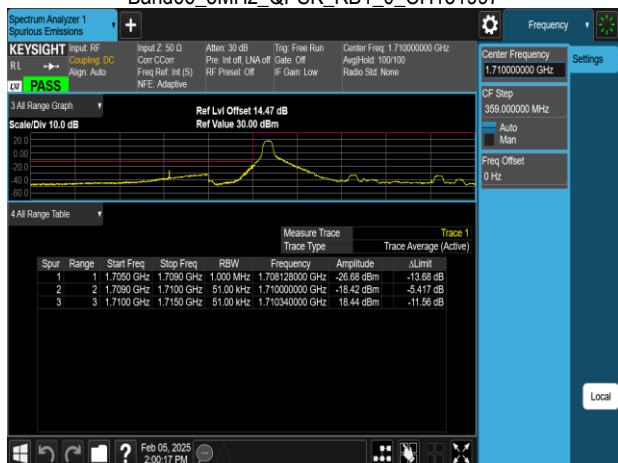 Spectrum Analyzer 1
Spurious Emissions
+
Frequency
KEYSIGHT
RL
LXI
PASS
Input: RF
Coupling: DC
Align: Auto
Input Z: 50 Ω
Corr CCorr
Freq Ref: Int (S)
NFE: Adaptive
Atten: 30 dB
Pre: Int off, LNA off
RF Preset: Off
Trig: Free Run
Gate: Off
IF Gain: Low
Center Freq: 1.710000000 GHz
Avg|Hold: 100/100
Radio Std: None
Center Frequency
1.710000000 GHz
Settings
CF Step
359.000000 MHz
Auto
Man
Freq Offset
0 Hz
Local
3 All Range Graph
Scale/Div 10.0 dB
Ref Lvl Offset 14.47 dB
Ref Value 30.00 dBm
20.0
0.00
-20.0
-40.0
-60.0
4 All Range Table
Measure Trace Trace 1
Trace Type Trace Average (Active)
Spur Range Start Freq Stop Freq RBW Frequency Amplitude ΔLimit
1 1 1.7050 GHz 1.7090 GHz 1.000 MHz 1.708128000 GHz -26.68 dBm -13.68 dB
2 2 1.7090 GHz 1.7100 GHz 51.00 kHz 1.710000000 GHz -18.42 dBm -5.417 dB
3 3 1.7100 GHz 1.7150 GHz 51.00 kHz 1.710340000 GHz 18.44 dBm -11.56 dB
?
Feb 05, 2025
2:00:17 PM